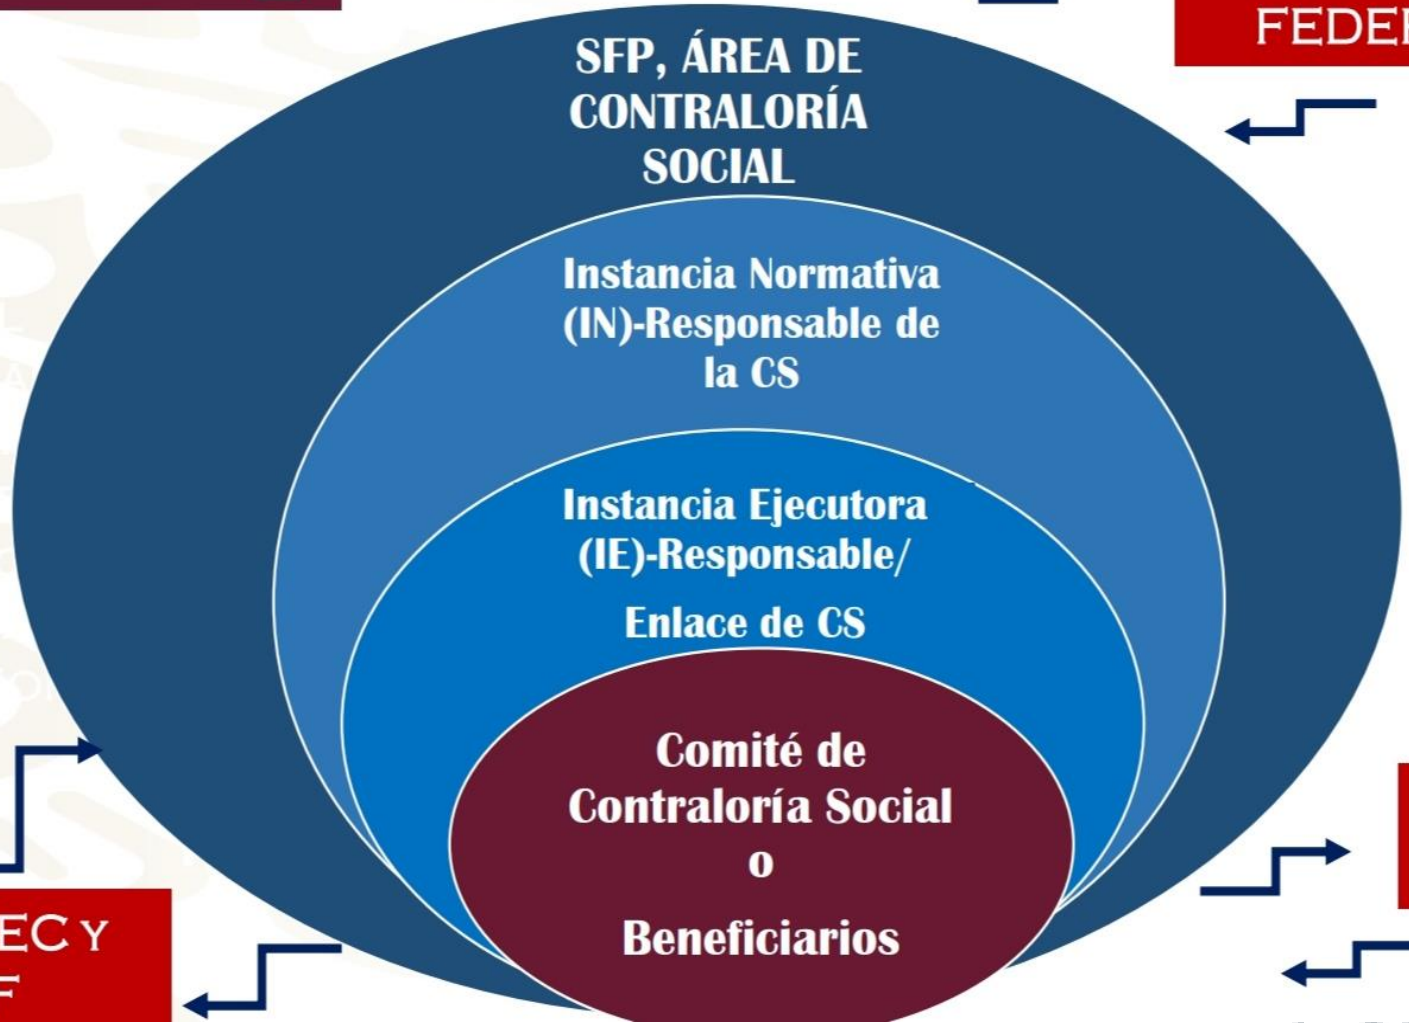 SFP, ÁREA DE
CONTRALORÍA
SOCIAL
Instancia Normativa
(IN)-Responsable de
la CS
Instancia Ejecutora
(IE)-Responsable/
Enlace de CS
Comité de
Contraloría Social
o
Beneficiarios